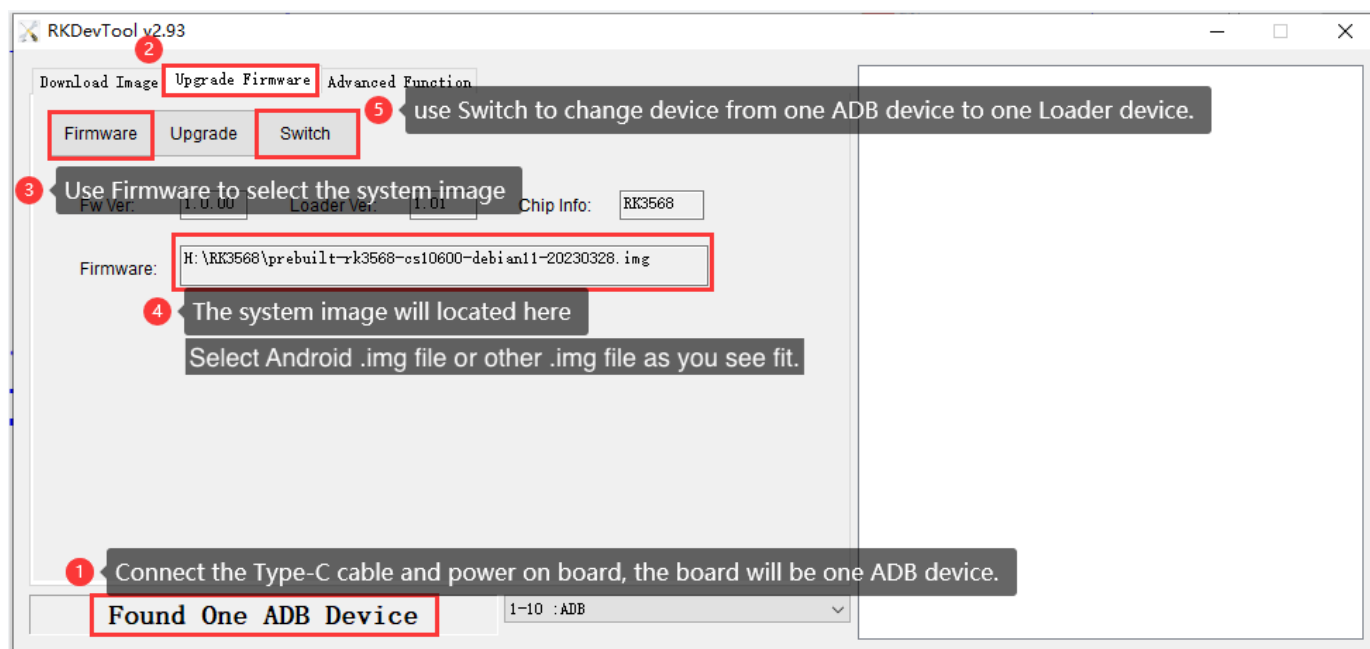 RKDevTool v2.93
2
Download Image Upgrade Firmware Advanced Function
5 use Switch to change device from one ADB device to one Loader device.
Firmware Upgrade Switch
3 Use Firmware to select the system image
Fw Ver: 1.0.00 Loader Ver: 1.01 Chip Info: RK3568
Firmware: H:\RK3568\prebuilt-rk3568-cs10600-debian11-20230328.img
4 The system image will located here
Select Android .img file or other .img file as you see fit.
1 Connect the Type-C cable and power on board, the board will be one ADB device.
Found One ADB Device 1-10 :ADB